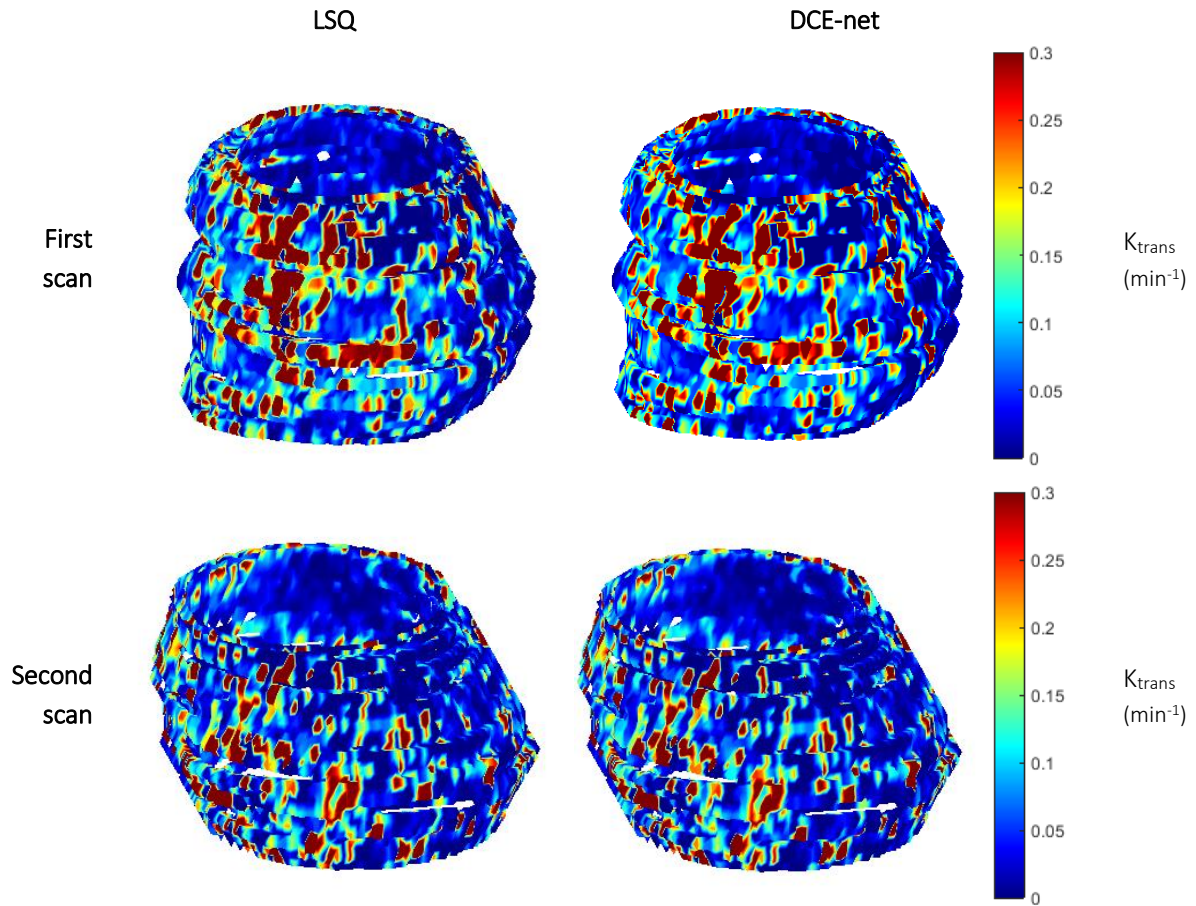 LSQ
DCE-net
First
scan
0.3
0.25
0.2
0.15
0.1
0.05
0
Ktrans
(min-1)
Second
scan
0.3
0.25
0.2
0.15
0.1
0.05
0
Ktrans
(min-1)